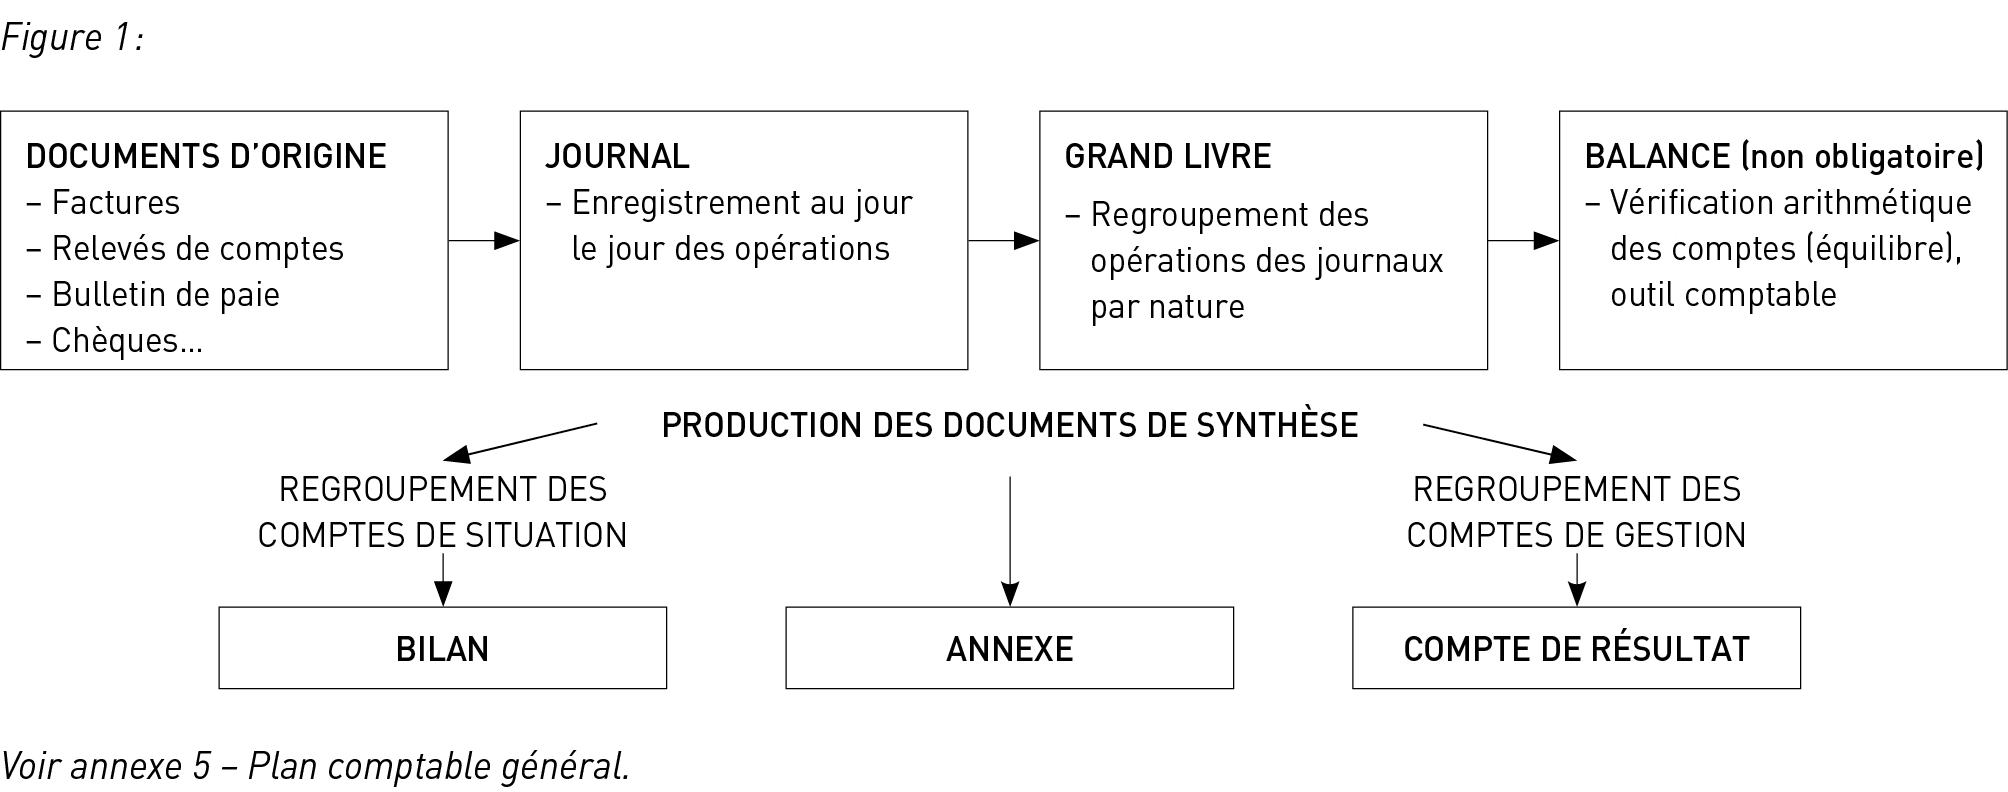 Figure 1 :
DOCUMENTS D’ORIGINE
– Factures
– Relevés de comptes
– Bulletin de paie
– Chèques…
JOURNAL
– Enregistrement au jour
le jour des opérations
GRAND LIVRE
– Regroupement des
opérations des journaux
par nature
BALANCE (non obligatoire)
– Vérification arithmétique
des comptes (équilibre),
outil comptable
PRODUCTION DES DOCUMENTS DE SYNTHÈSE
REGROUPEMENT DES
COMPTES DE SITUATION
REGROUPEMENT DES
COMPTES DE GESTION
BILAN
ANNEXE
COMPTE DE RÉSULTAT
Voir annexe 5 – Plan comptable général.